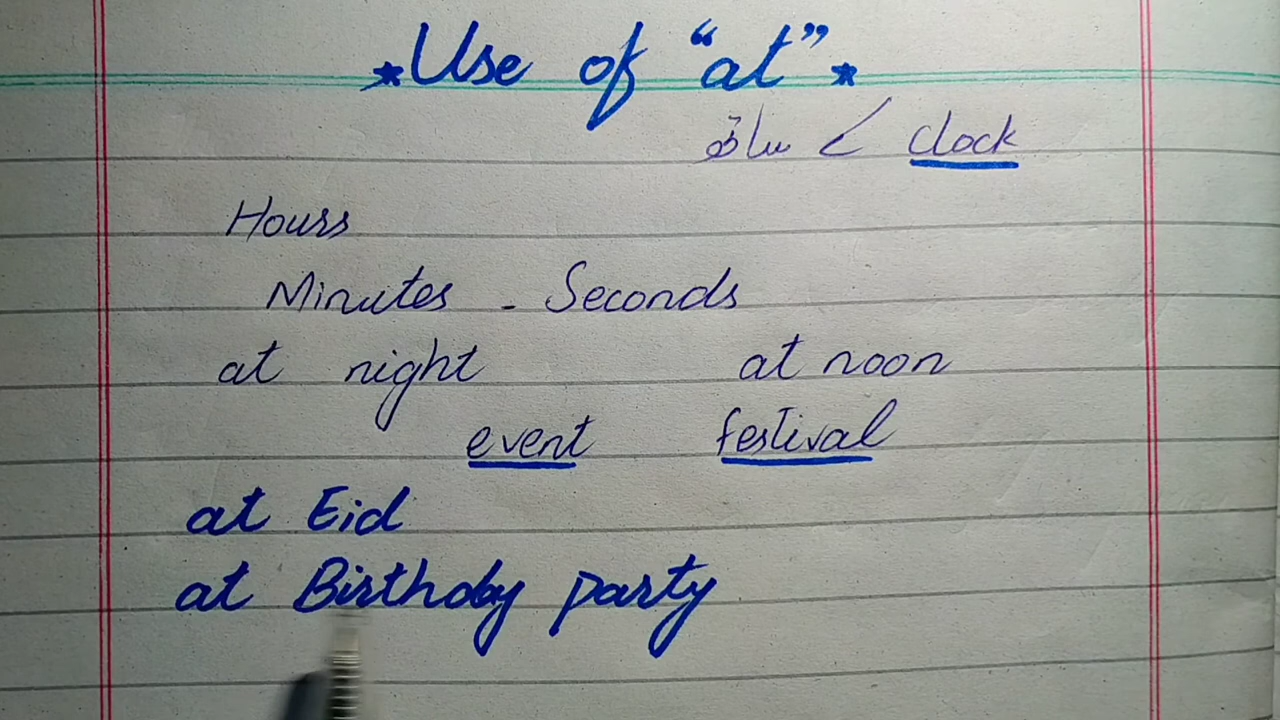 *Use of “at”*
clock کے ساتھ
Hours
Minutes - Seconds
at night at noon
event festival
at Eid
at Birthday party